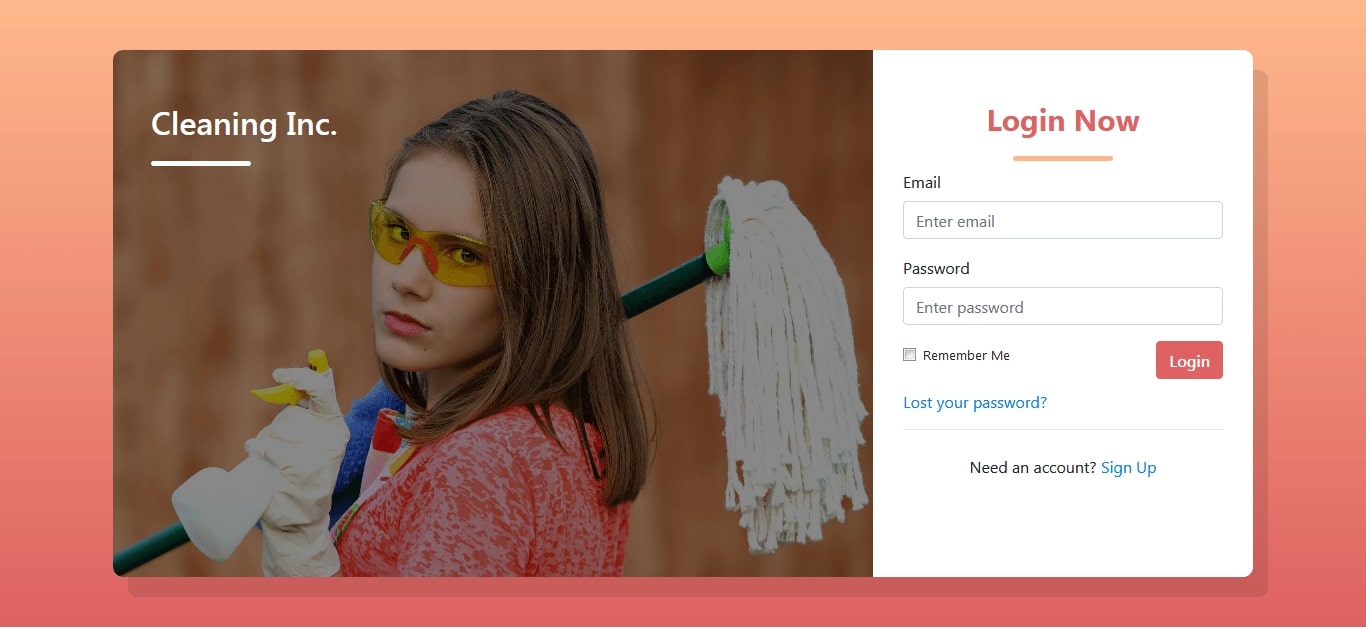 Cleaning Inc.
Login Now
Email
Enter email
Password
Enter password
Remember Me
Login
Lost your password?
Need an account? Sign Up